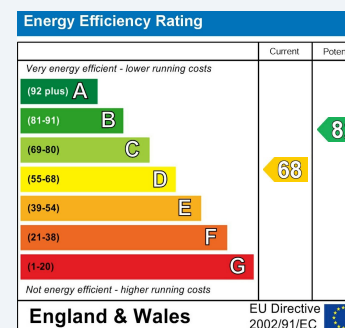 Energy Efficiency Rating
Current
Very energy efficient - lower running costs
(92 plus) A
(81-91) B
(69-80) C
(55-68) D
68
(39-54) E
(21-38) F
(1-20) G
Not energy efficient - higher running costs
England & Wales
EU Directive
2002/91/EC